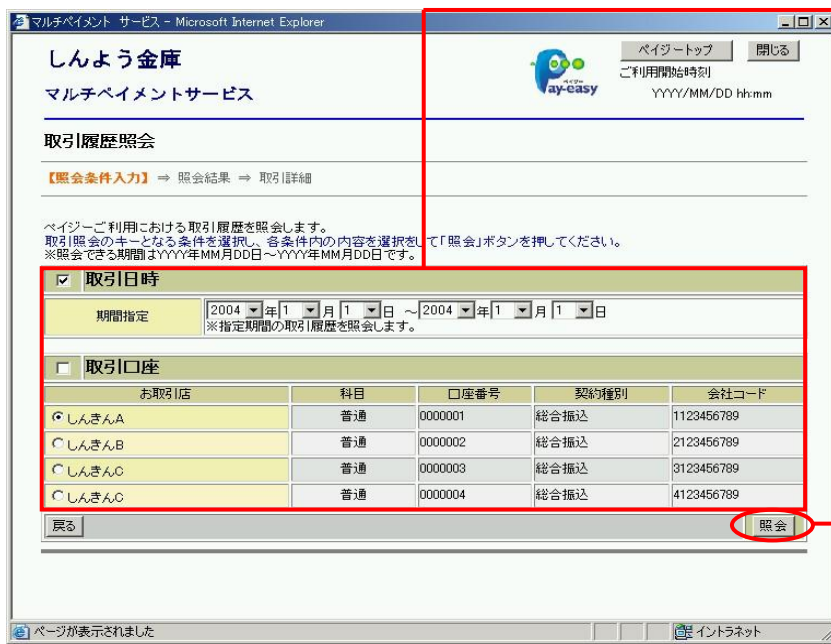 マルチペイメント サービス - Microsoft Internet Explorer
しんよう金庫
マルチペイメントサービス
ペイジー
Pay-easy
ペイジートップ 閉じる
ご利用開始時刻
YYYY/MM/DD hh:mm
取引履歴照会
【照会条件入力】 ⇒ 照会結果 ⇒ 取引詳細
ペイジーご利用における取引履歴を照会します。
取引照会のキーとなる条件を選択し、各条件内の内容を選択をして「照会」ボタンを押してください。
※照会できる期間はYYYY年MM月DD日～YYYY年MM月DD日です。
取引日時
期間指定 2004 年 1 月 1 日 ～ 2004 年 1 月 1 日
※指定期間の取引履歴を照会します。
取引口座
お取引店 科目 口座番号 契約種別 会社コード
しんきんA 普通 0000001 総合振込 1123456789
しんきんB 普通 0000002 総合振込 2123456789
しんきんC 普通 0000003 総合振込 3123456789
しんきんC 普通 0000004 総合振込 4123456789
戻る 照会
ページが表示されました イントラネット